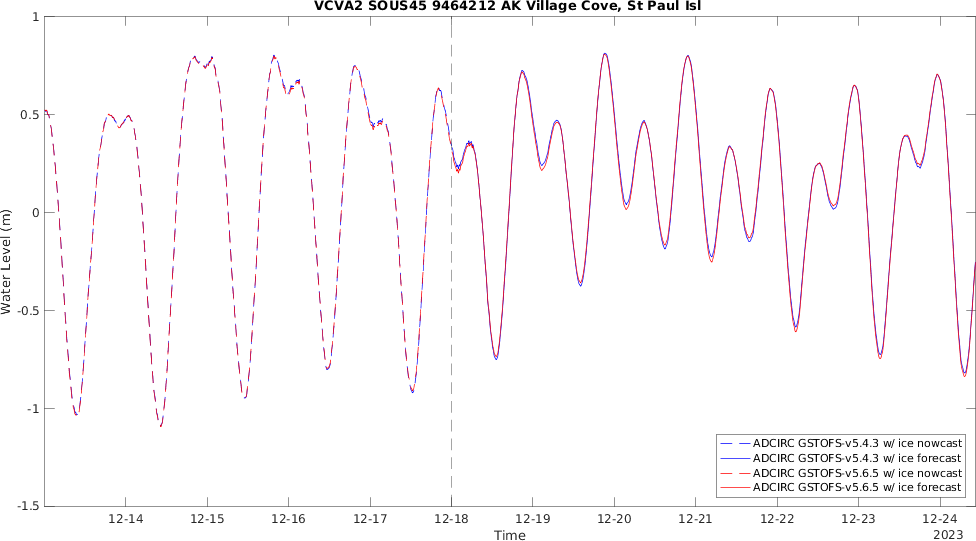 VCVA2 SOUS45 9464212 AK Village Cove, St Paul Isl
1
0.5
0
-0.5
-1
-1.5
Water Level (m)
12-14 12-15 12-16 12-17 12-18 12-19 12-20 12-21 12-22 12-23 12-24
Time
2023
ADCIRC GSTOFS-v5.4.3 w/ ice nowcast
ADCIRC GSTOFS-v5.4.3 w/ ice forecast
ADCIRC GSTOFS-v5.6.5 w/ ice nowcast
ADCIRC GSTOFS-v5.6.5 w/ ice forecast